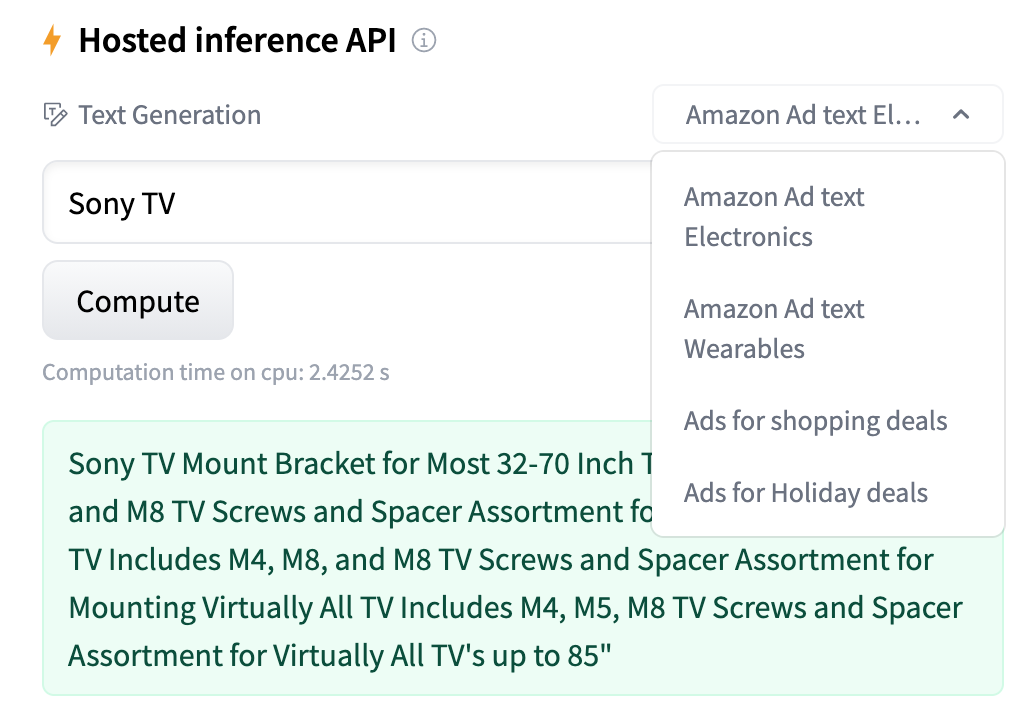 Hosted inference API
Text Generation
Amazon Ad text El...
Sony TV
Amazon Ad text
Electronics
Amazon Ad text
Wearables
Ads for shopping deals
Ads for Holiday deals
Compute
Computation time on cpu: 2.4252 s
Sony TV Mount Bracket for Most 32-70 Inch
and M8 TV Screws and Spacer Assortment
TV Includes M4, M8, and M8 TV Screws and Spacer Assortment for
Mounting Virtually All TV Includes M4, M5, M8 TV Screws and Spacer
Assortment for Virtually All TV's up to 85"